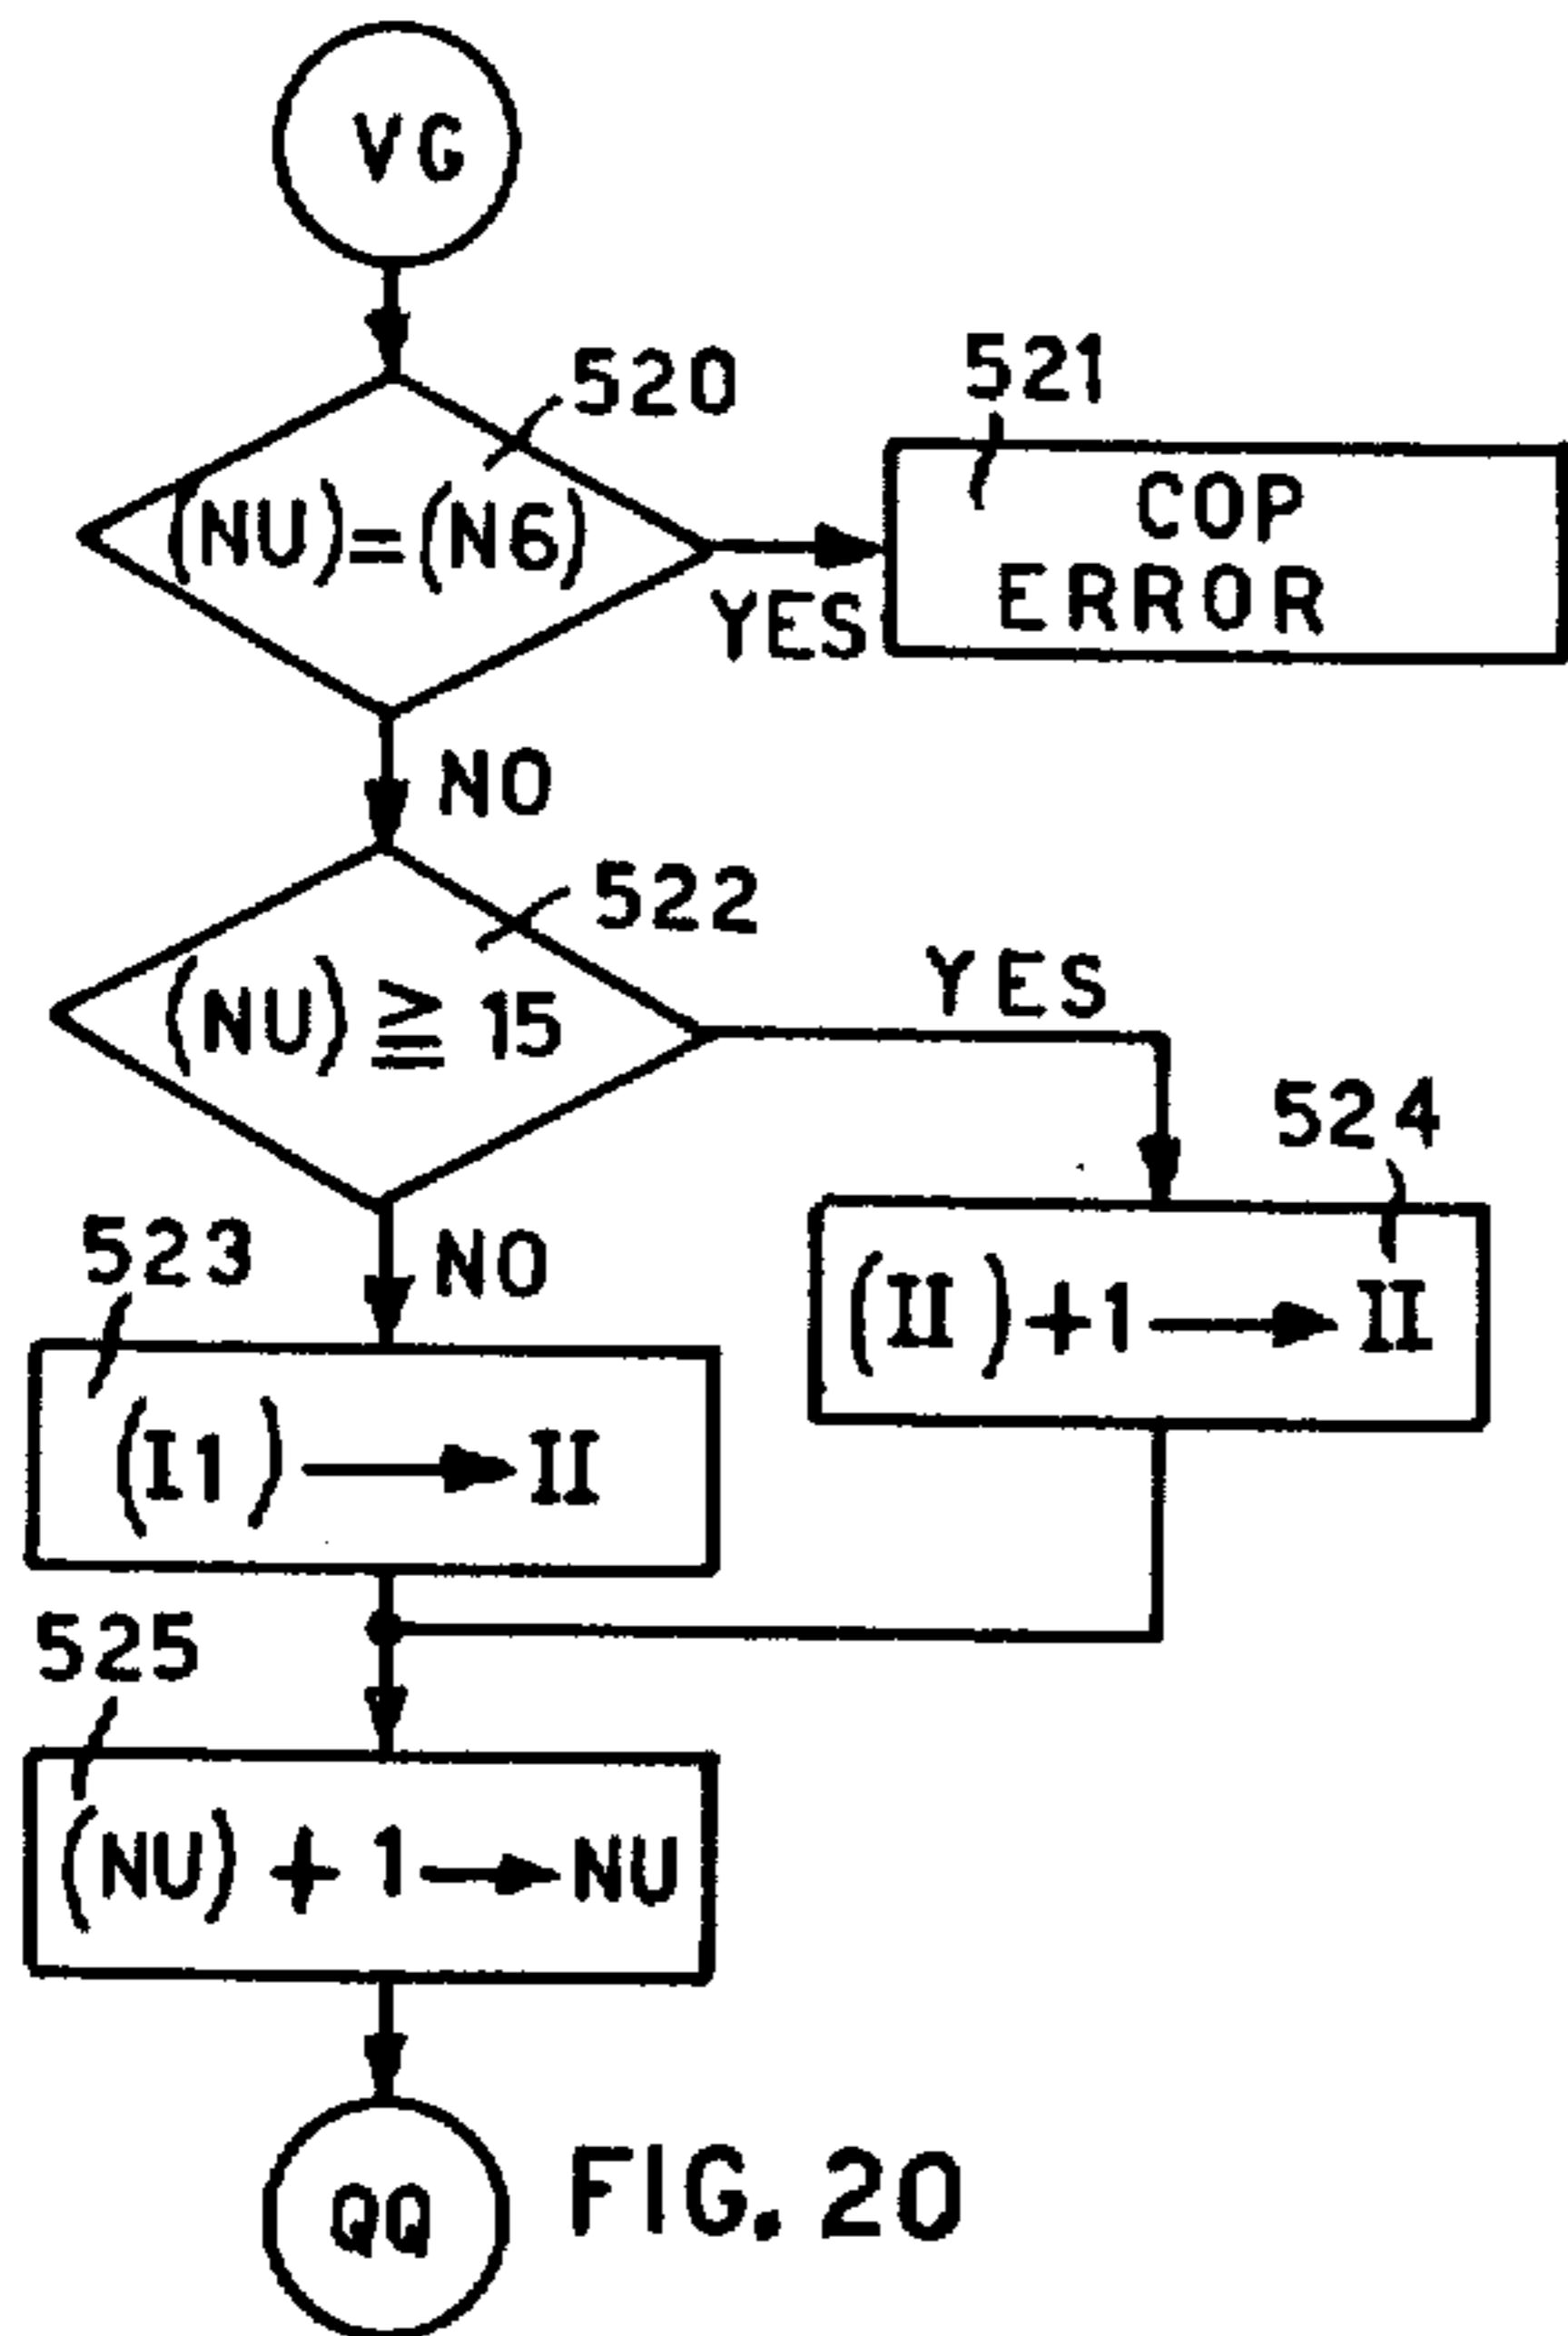 VG
520
(NU)=(N6)
521
COP
ERROR
YES
NO
522
(NU) ≧ 15
YES
524
(II)+1→II
523
NO
(I1)→II
525
(NU) + 1→NU
QQ
FIG. 20